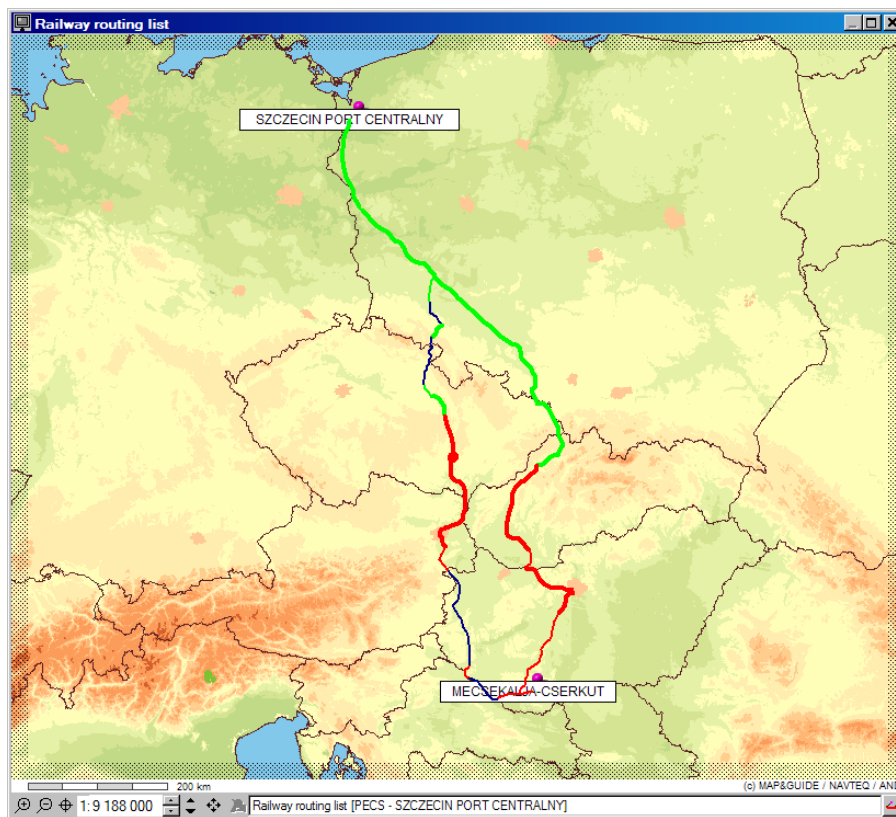 Railway routing list
SZCZECIN PORT CENTRALNY
MECSEKALJA-CSERKUT
200 km
(c) MAP&GUIDE / NAVTEQ / AND
1: 9 188 000
Railway routing list [PECS - SZCZECIN PORT CENTRALNY]